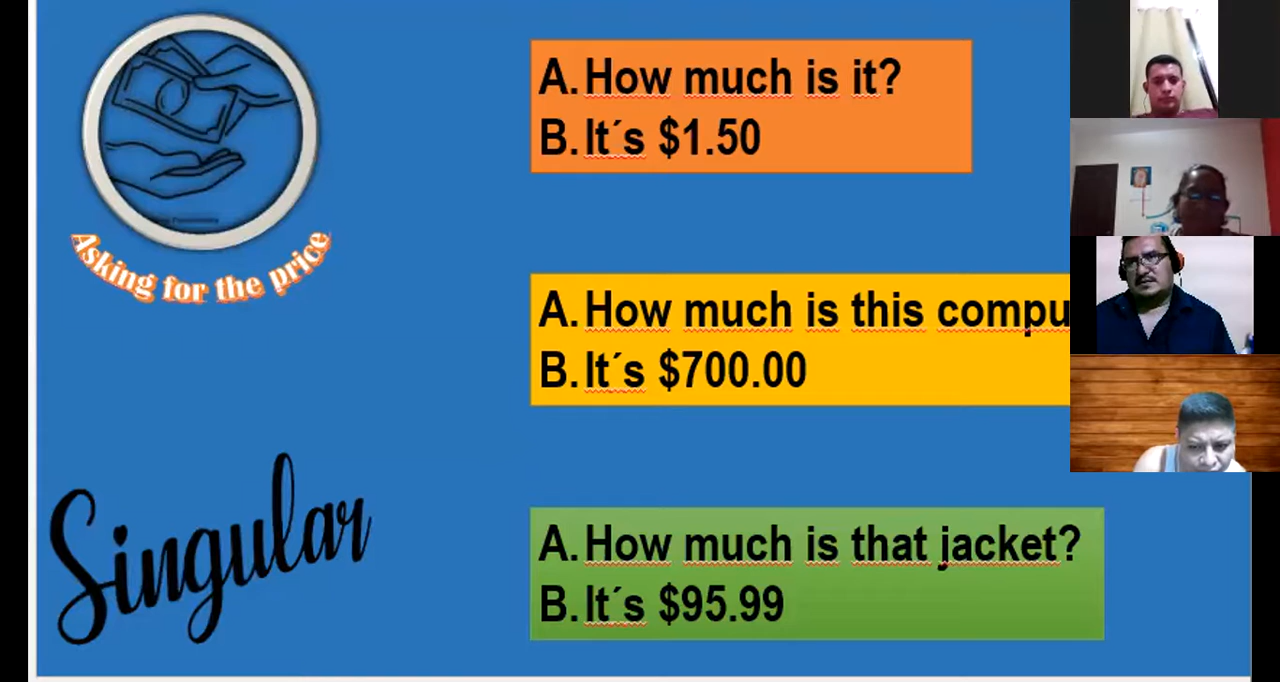 Asking for the price
Singular
A. How much is it?
B. It´s $1.50
A. How much is this compu
B. It´s $700.00
A. How much is that jacket?
B. It´s $95.99